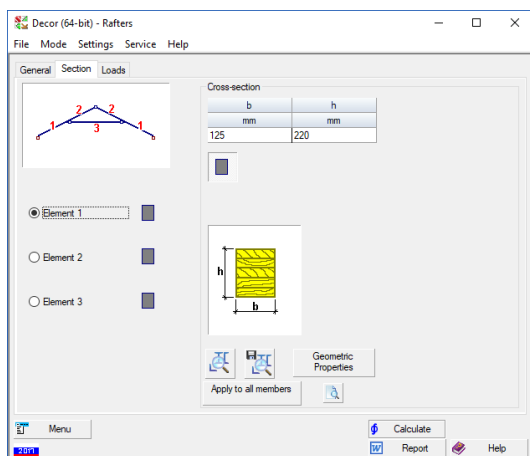 Decor (64-bit) - Rafters
File Mode Settings Service Help
General Section Loads
2 2
1 3 1
Cross-section
b h
mm mm
125 220
Element 1
Element 2
Element 3
h
b
Geometric
Properties
Apply to all members
Menu
Calculate
2017
Report
Help